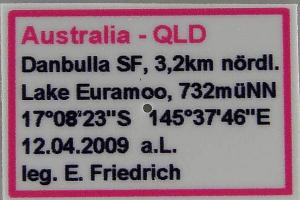 Australia - QLD
Danbulla SF, 3,2km nördl.
Lake Euramoo, 732müNN
17°08'23"S 145°37'46"E
12.04.2009 a.L.
leg. E. Friedrich